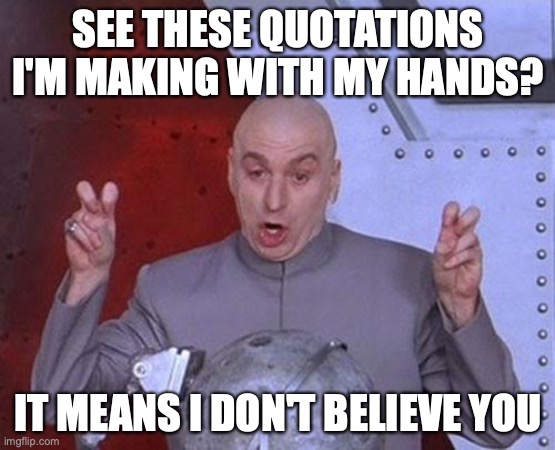 SEE THESE QUOTATIONS
I'M MAKING WITH MY HANDS?
IT MEANS I DON'T BELIEVE YOU
imgflip.com